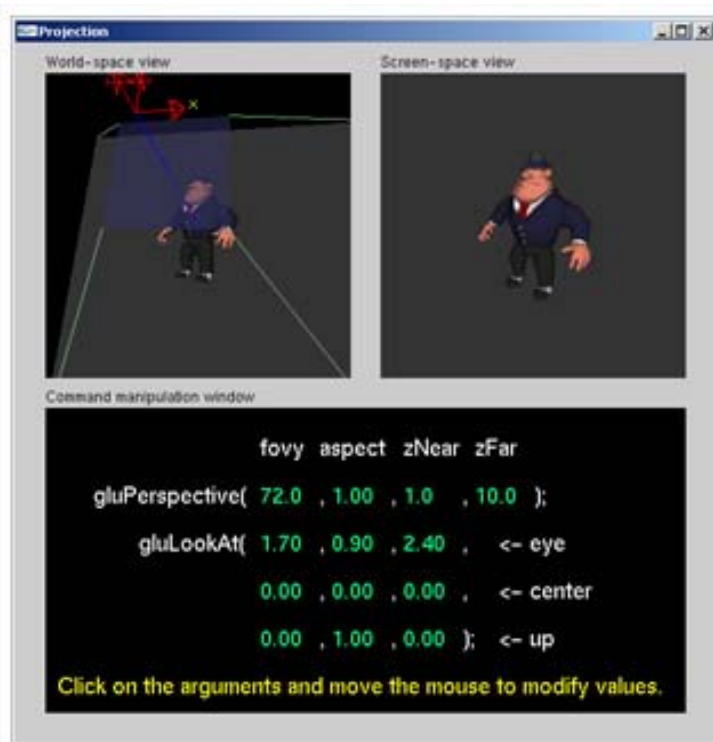 Projection
World-space view
Screen-space view
x
Command manipulation window
fovy aspect zNear zFar
gluPerspective( 72.0 , 1.00 , 1.0 , 10.0 );
gluLookAt( 1.70 , 0.90 , 2.40 , <- eye
0.00 , 0.00 , 0.00 , <- center
0.00 , 1.00 , 0.00 ); <- up
Click on the arguments and move the mouse to modify values.